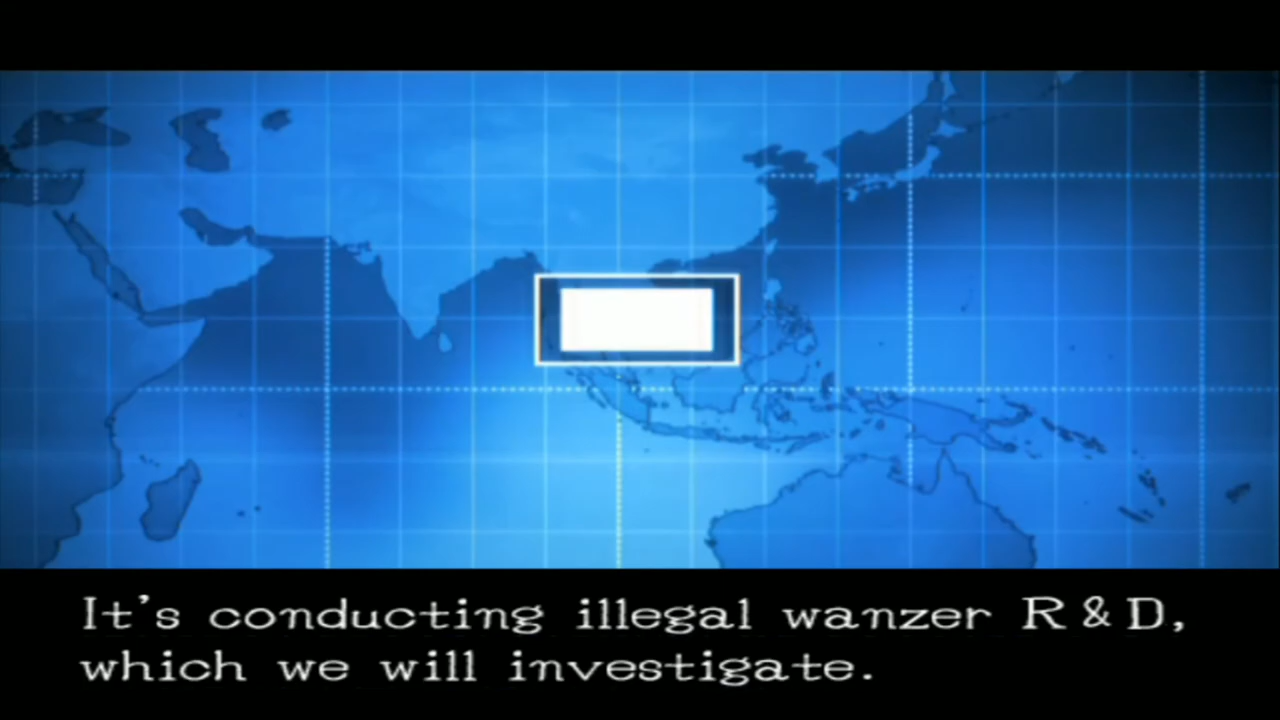 It's conducting illegal wanzer R&D,
which we will investigate.